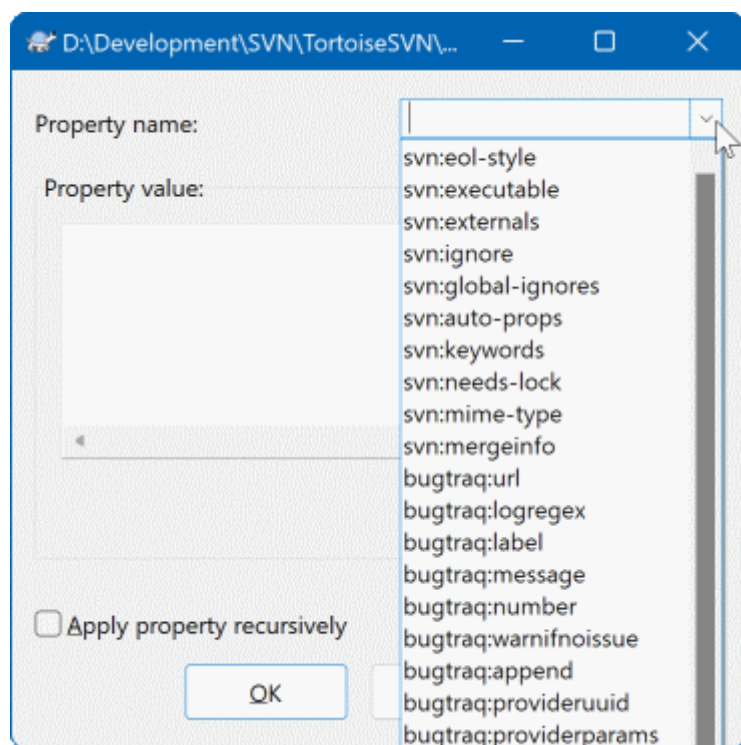 D:\Development\SVN\TortoiseSVN\...
Property name:
svn:eol-style
svn:executable
svn:externals
svn:ignore
svn:global-ignores
svn:auto-props
svn:keywords
svn:needs-lock
svn:mime-type
svn:mergeinfo
bugtraq:url
bugtraq:logregex
bugtraq:label
bugtraq:message
bugtraq:number
bugtraq:warnifnoissue
bugtraq:append
bugtraq:provideruuid
bugtraq:providerparams
Property value:
Apply property recursively
OK